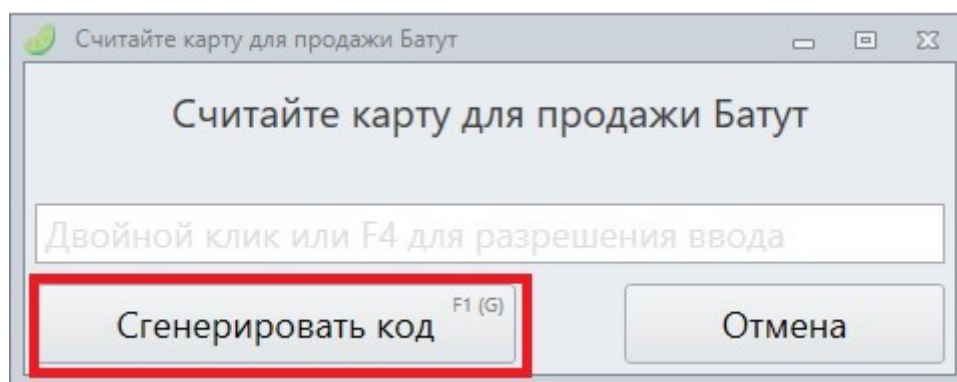 Считайте карту для продажи Батут
Считайте карту для продажи Батут
Двойной клик или F4 для разрешения ввода
Сгенерировать код F1 (G) Отмена